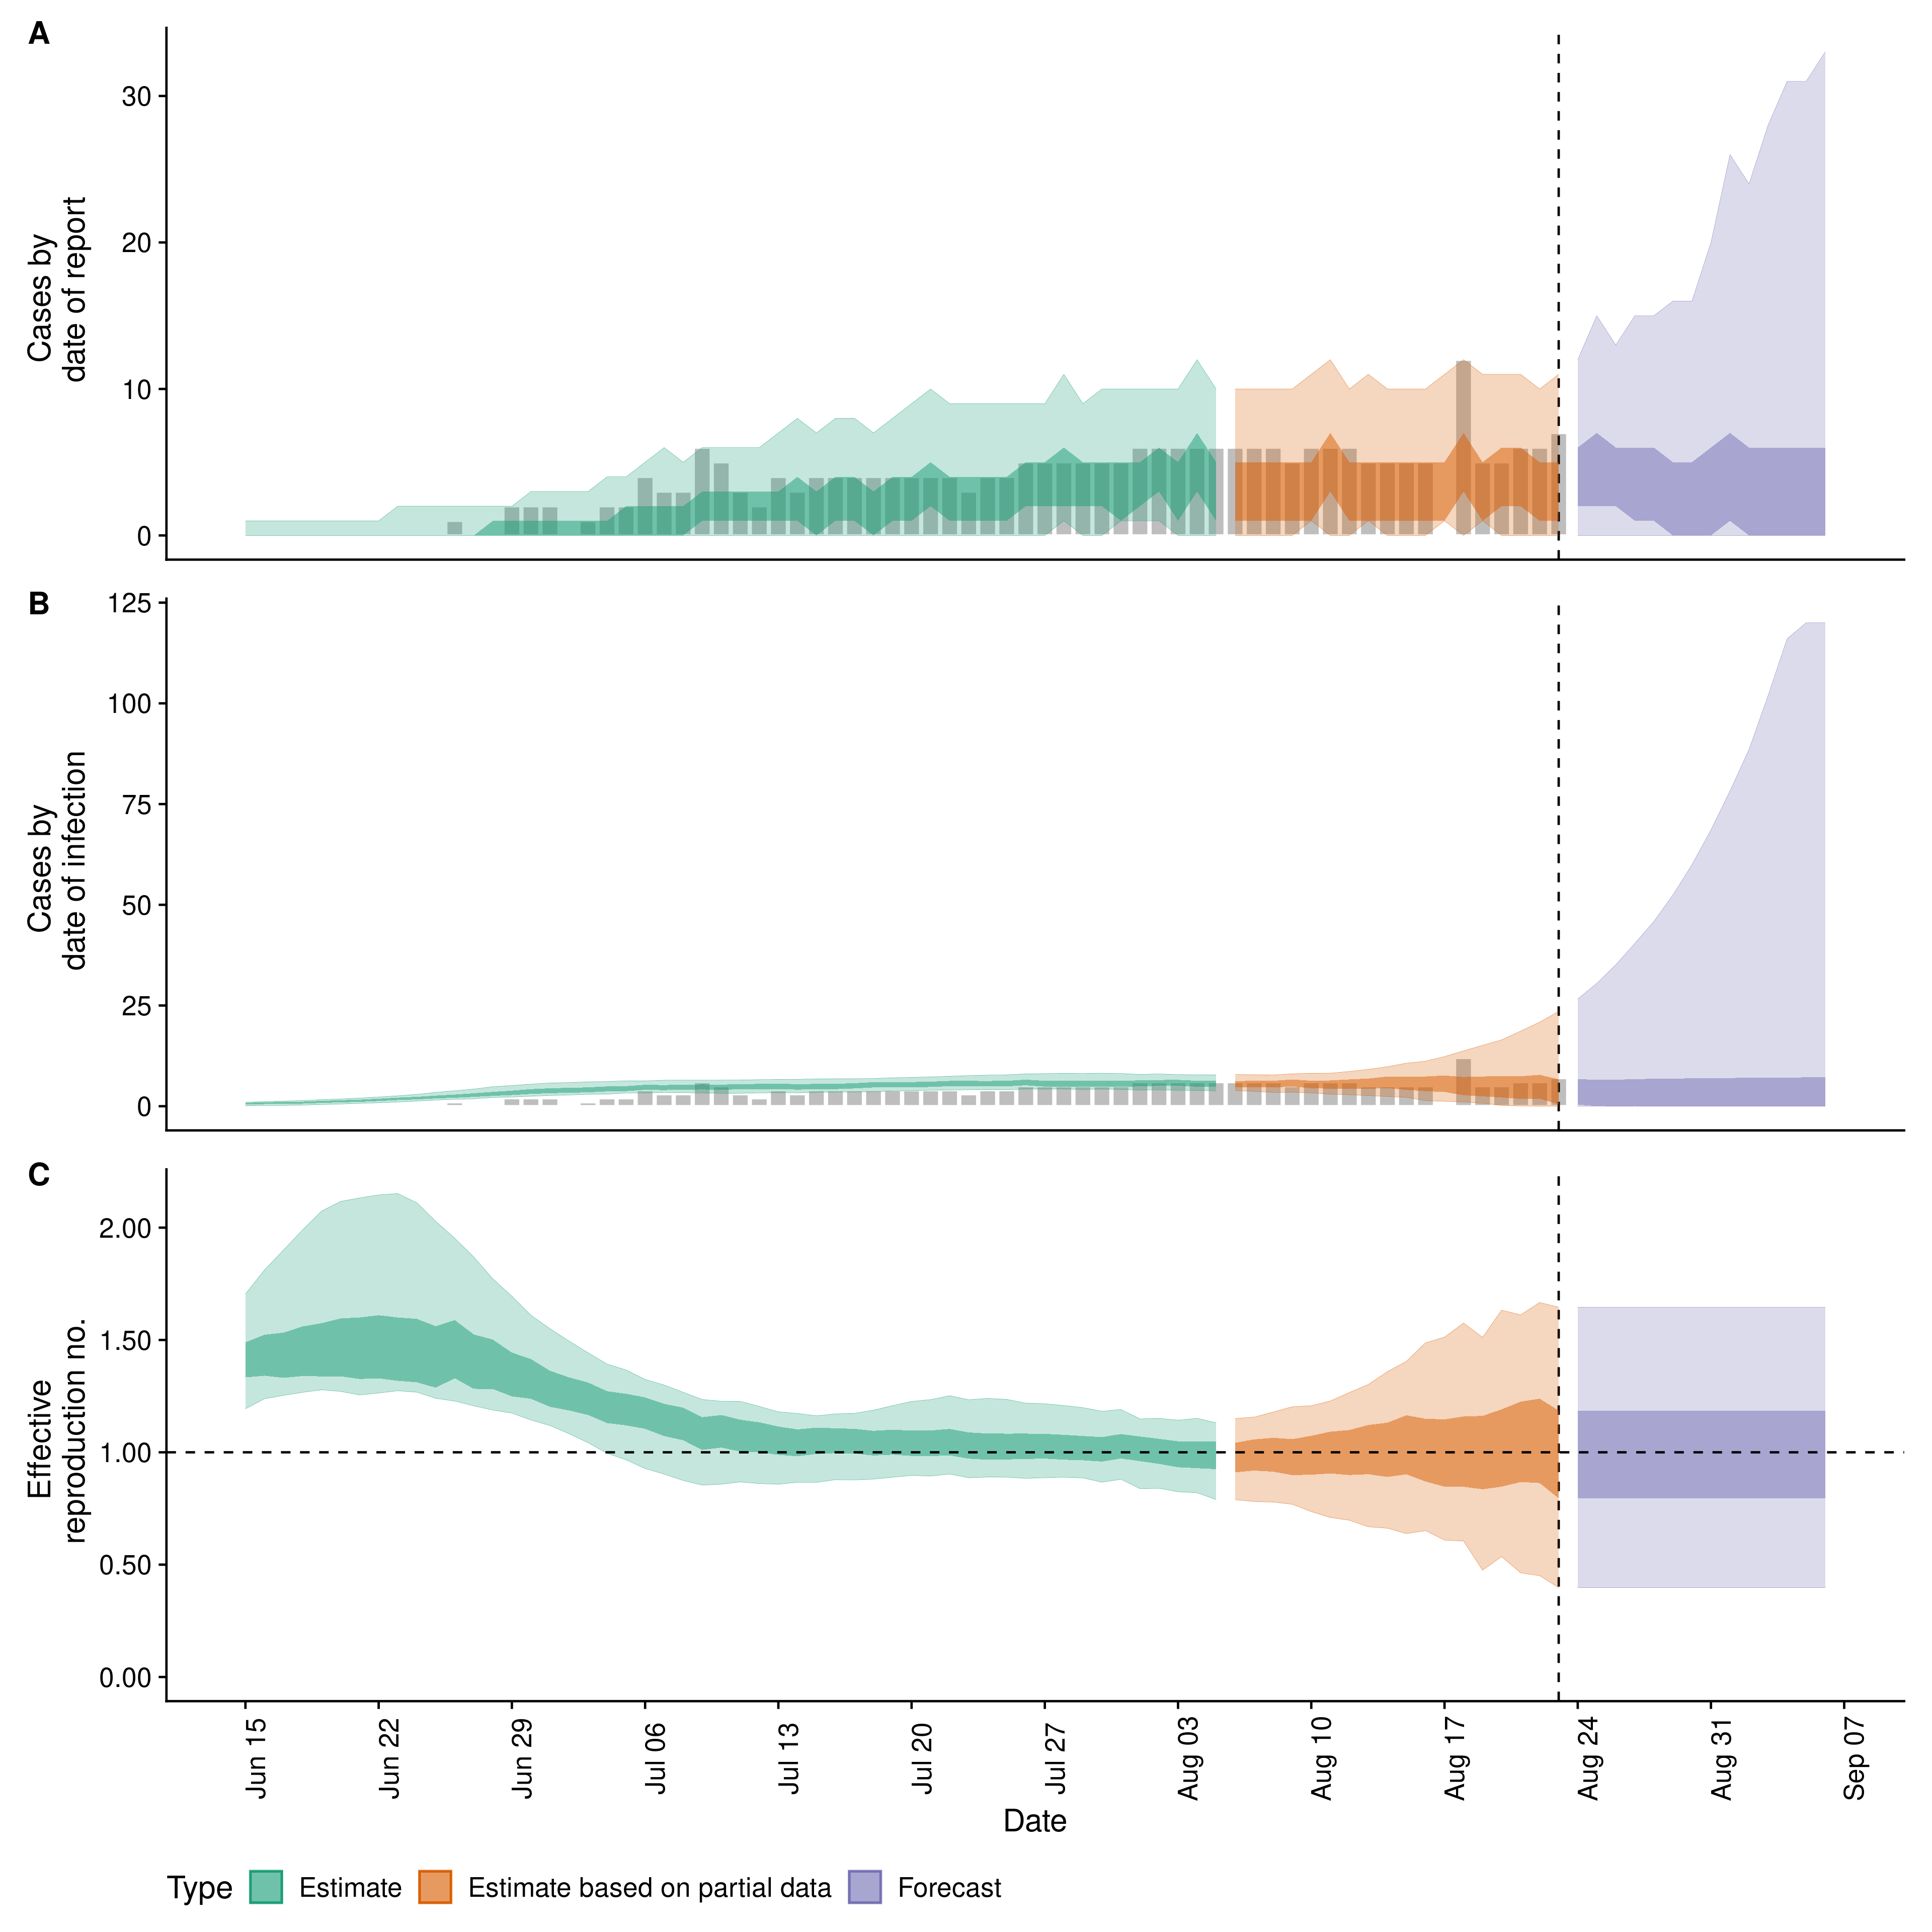 A
30
20
10
0
Cases by
date of report
B
125
100
75
50
25
0
Cases by
date of infection
C
2.00
1.50
1.00
0.50
0.00
Effective
reproduction no.
Jun 15
Jun 22
Jun 29
Jul 06
Jul 13
Jul 20
Jul 27
Aug 03
Aug 10
Aug 17
Aug 24
Aug 31
Sep 07
Date
Type Estimate Estimate based on partial data Forecast